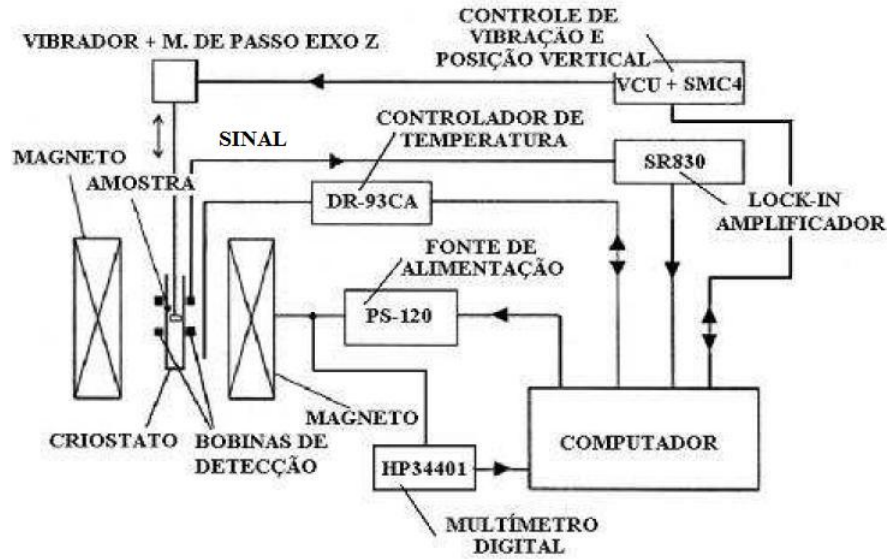 CONTROLE DE
VIBRAÇÃO E
POSIÇÃO VERTICAL
VIBRADOR + M. DE PASSO EIXO Z
VCU + SMC4
CONTROLADOR DE
TEMPERATURA
SINAL
MAGNETO
AMOSTRA
SR830
DR-93CA
LOCK-IN
AMPLIFICADOR
FONTE DE
ALIMENTAÇÃO
PS-120
MAGNETO
CRIOSTATO
BOBINAS DE
DETECÇÃO
COMPUTADOR
HP34401
MULTÍMETRO
DIGITAL